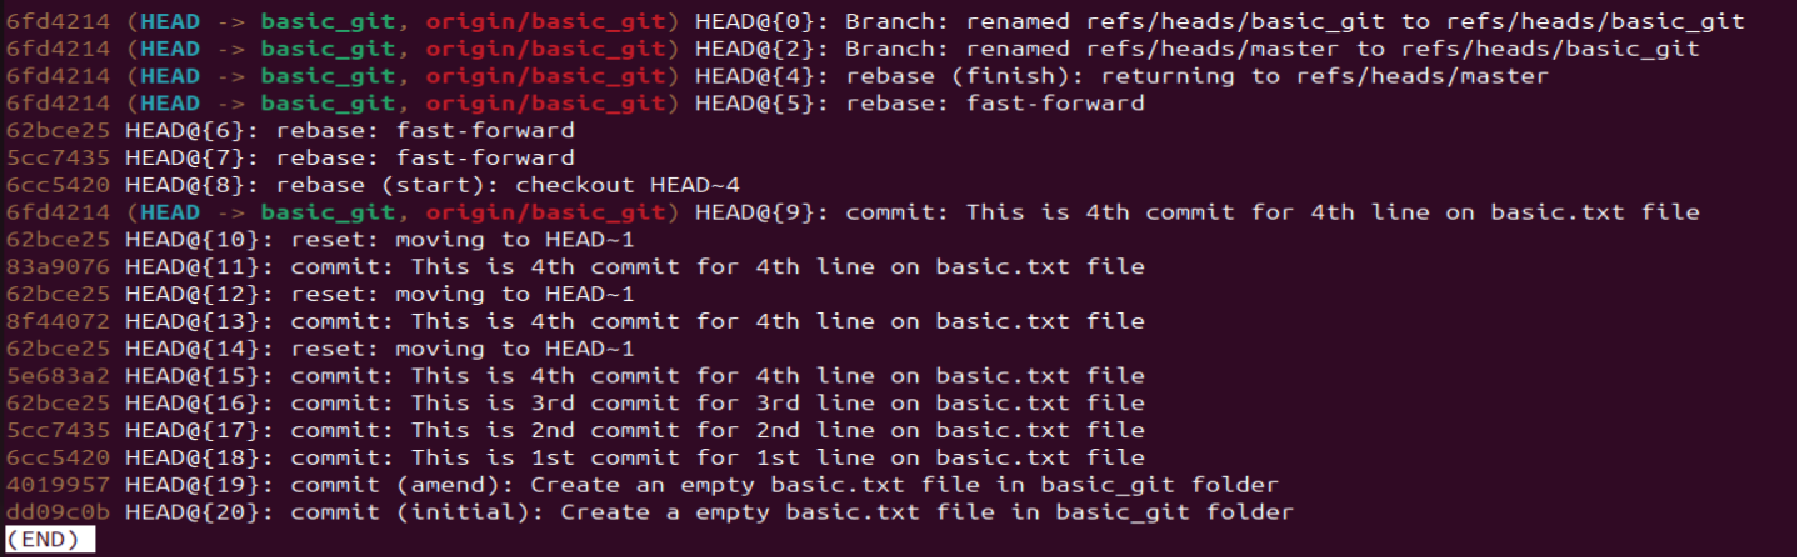 6fd4214 (HEAD -> basic_git, origin/basic_git) HEAD@{0}: Branch: renamed refs/heads/basic_git to refs/heads/basic_git
6fd4214 (HEAD -> basic_git, origin/basic_git) HEAD@{2}: Branch: renamed refs/heads/master to refs/heads/basic_git
6fd4214 (HEAD -> basic_git, origin/basic_git) HEAD@{4}: rebase (finish): returning to refs/heads/master
6fd4214 (HEAD -> basic_git, origin/basic_git) HEAD@{5}: rebase: fast-forward
62bce25 HEAD@{6}: rebase: fast-forward
5cc7435 HEAD@{7}: rebase: fast-forward
6cc5420 HEAD@{8}: rebase (start): checkout HEAD~4
6fd4214 (HEAD -> basic_git, origin/basic_git) HEAD@{9}: commit: This is 4th commit for 4th line on basic.txt file
62bce25 HEAD@{10}: reset: moving to HEAD~1
83a9076 HEAD@{11}: commit: This is 4th commit for 4th line on basic.txt file
62bce25 HEAD@{12}: reset: moving to HEAD~1
8f44072 HEAD@{13}: commit: This is 4th commit for 4th line on basic.txt file
62bce25 HEAD@{14}: reset: moving to HEAD~1
5e683a2 HEAD@{15}: commit: This is 4th commit for 4th line on basic.txt file
62bce25 HEAD@{16}: commit: This is 3rd commit for 3rd line on basic.txt file
5cc7435 HEAD@{17}: commit: This is 2nd commit for 2nd line on basic.txt file
6cc5420 HEAD@{18}: commit: This is 1st commit for 1st line on basic.txt file
4019957 HEAD@{19}: commit (amend): Create an empty basic.txt file in basic_git folder
dd09c0b HEAD@{20}: commit (initial): Create a empty basic.txt file in basic_git folder
(END)